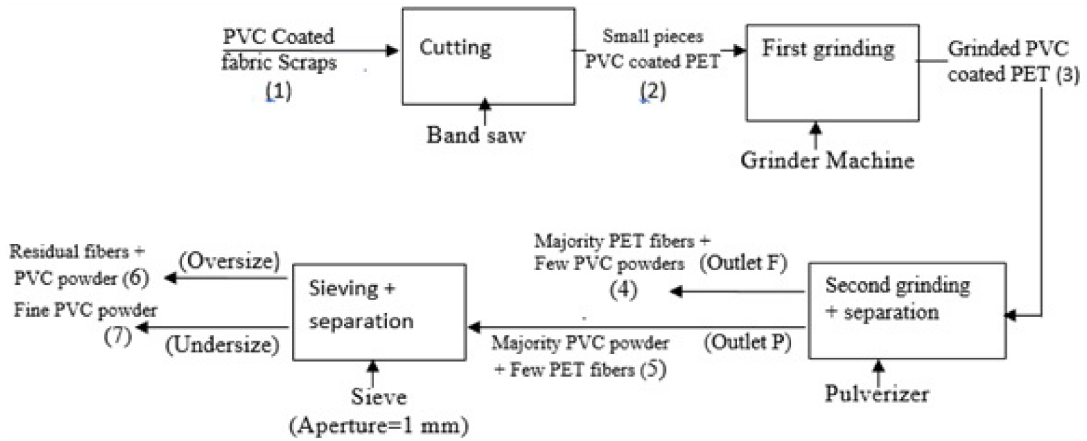 PVC Coated
fabric Scraps
(1)
Cutting
Band saw
Small pieces
PVC coated PET
(2)
First grinding
Grinder Machine
Grinded PVC
coated PET (3)
Second grinding
+ separation
Pulverizer
Majority PET fibers +
Few PVC powders (Outlet F)
(4)
(Outlet P)
Majority PVC powder
+ Few PET fibers (5)
Sieving +
separation
Sieve
(Aperture=1 mm)
Residual fibers +
PVC powder (6)
(Oversize)
Fine PVC powder
(7)
(Undersize)